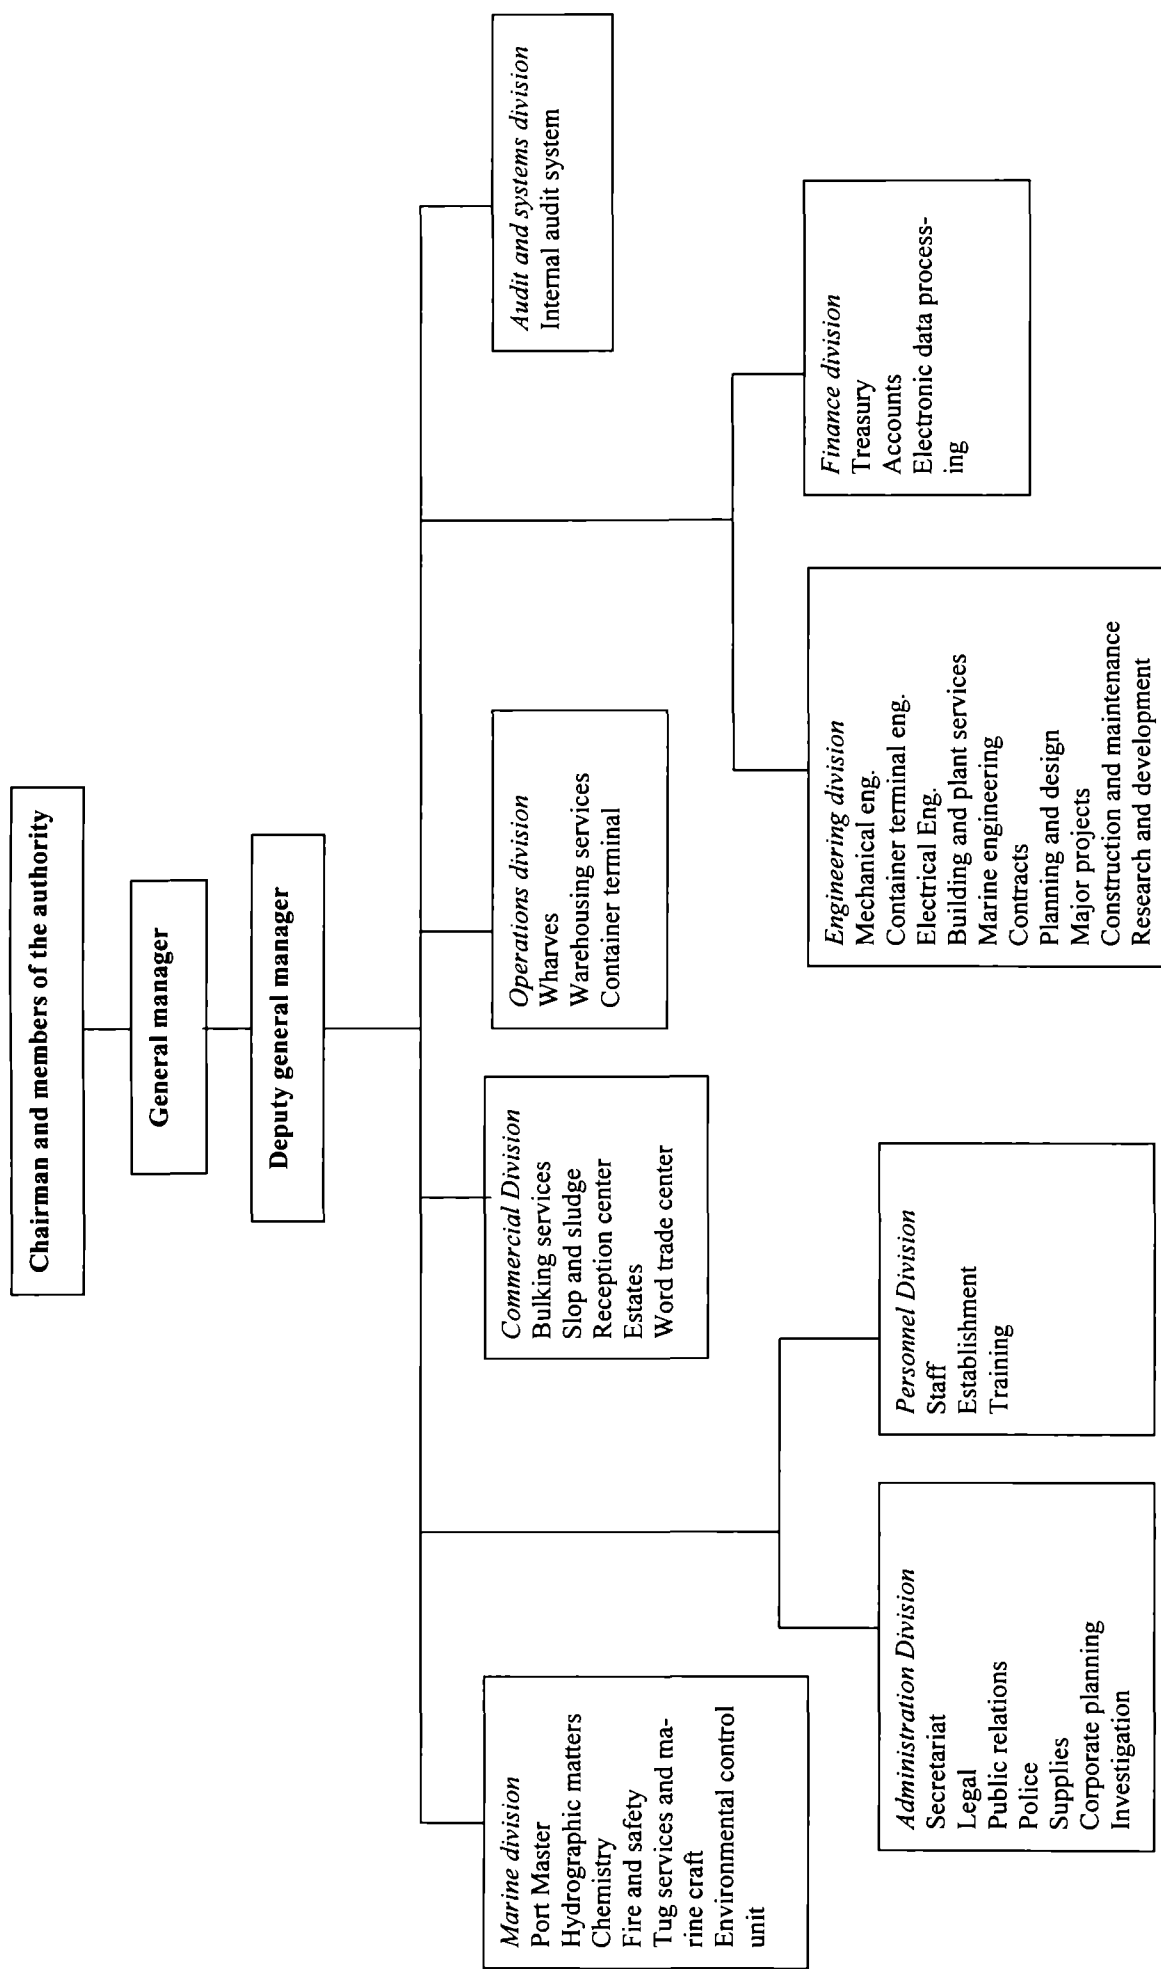 Chairman and members of the authority
General manager
Deputy general manager
Marine division
Port Master
Hydrographic matters
Chemistry
Fire and safety
Tug services and ma-
rine craft
Environmental control
unit
Commercial Division
Bulking services
Slop and sludge
Reception center
Estates
Word trade center
Operations division
Wharves
Warehousing services
Container terminal
Audit and systems division
Internal audit system
Administration Division
Secretariat
Legal
Public relations
Police
Supplies
Corporate planning
Investigation
Personnel Division
Staff
Establishment
Training
Engineering division
Mechanical eng.
Container terminal eng.
Electrical Eng.
Building and plant services
Marine engineering
Contracts
Planning and design
Major projects
Construction and maintenance
Research and development
Finance division
Treasury
Accounts
Electronic data process-
ing